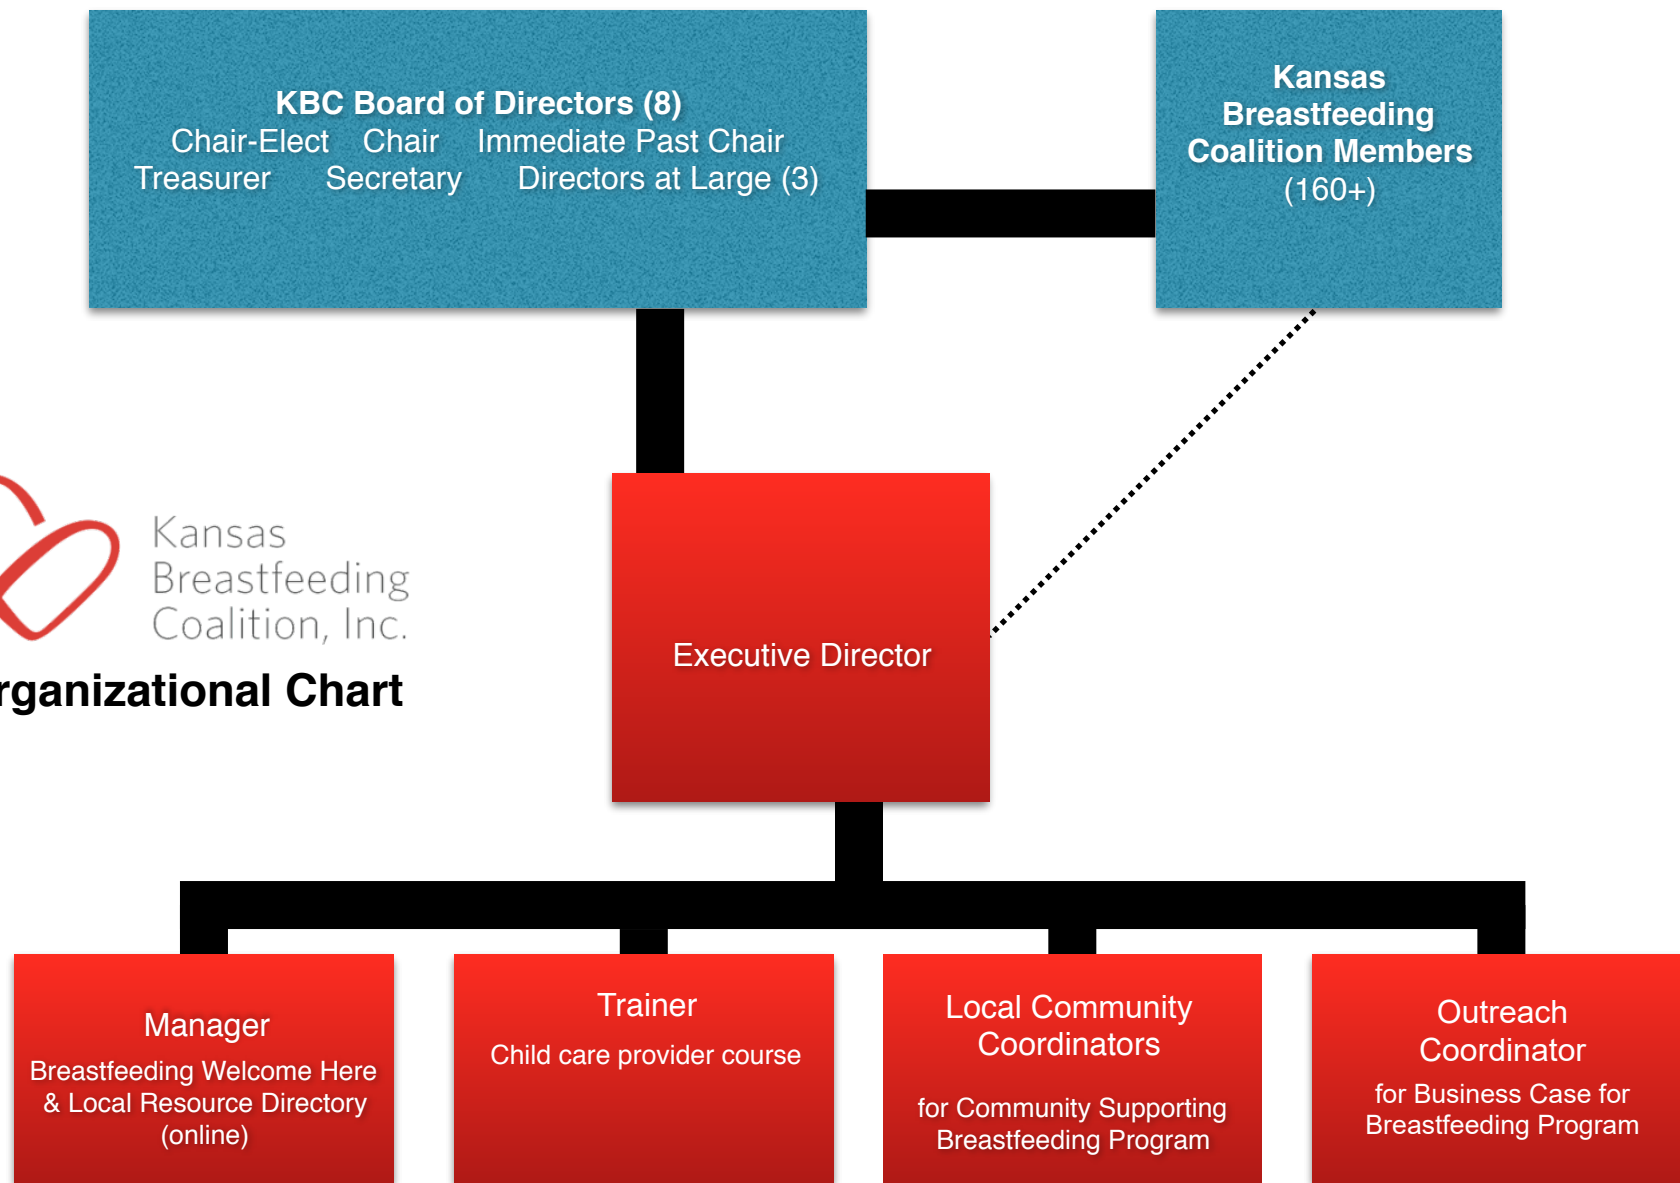 KBC Board of Directors (8)
Chair-Elect Chair Immediate Past Chair
Treasurer Secretary Directors at Large (3)
Kansas
Breastfeeding
Coalition Members
(160+)
Kansas
Breastfeeding
Coalition, Inc.
rganizational Chart
Executive Director
Manager
Breastfeeding Welcome Here
& Local Resource Directory
(online)
Trainer
Child care provider course
Local Community
Coordinators
for Community Supporting
Breastfeeding Program
Outreach
Coordinator
for Business Case for
Breastfeeding Program